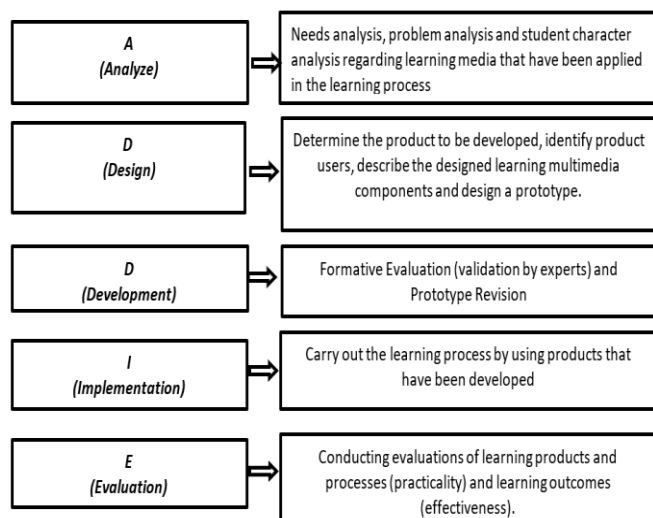 A
(Analyze)
Needs analysis, problem analysis and student character
analysis regarding learning media that have been applied
in the learning process
D
(Design)
Determine the product to be developed, identify product
users, describe the designed learning multimedia
components and design a prototype.
D
(Development)
Formative Evaluation (validation by experts) and
Prototype Revision
I
(Implementation)
Carry out the learning process by using products that
have been developed
E
(Evaluation)
Conducting evaluations of learning products and
processes (practicality) and learning outcomes
(effectiveness).